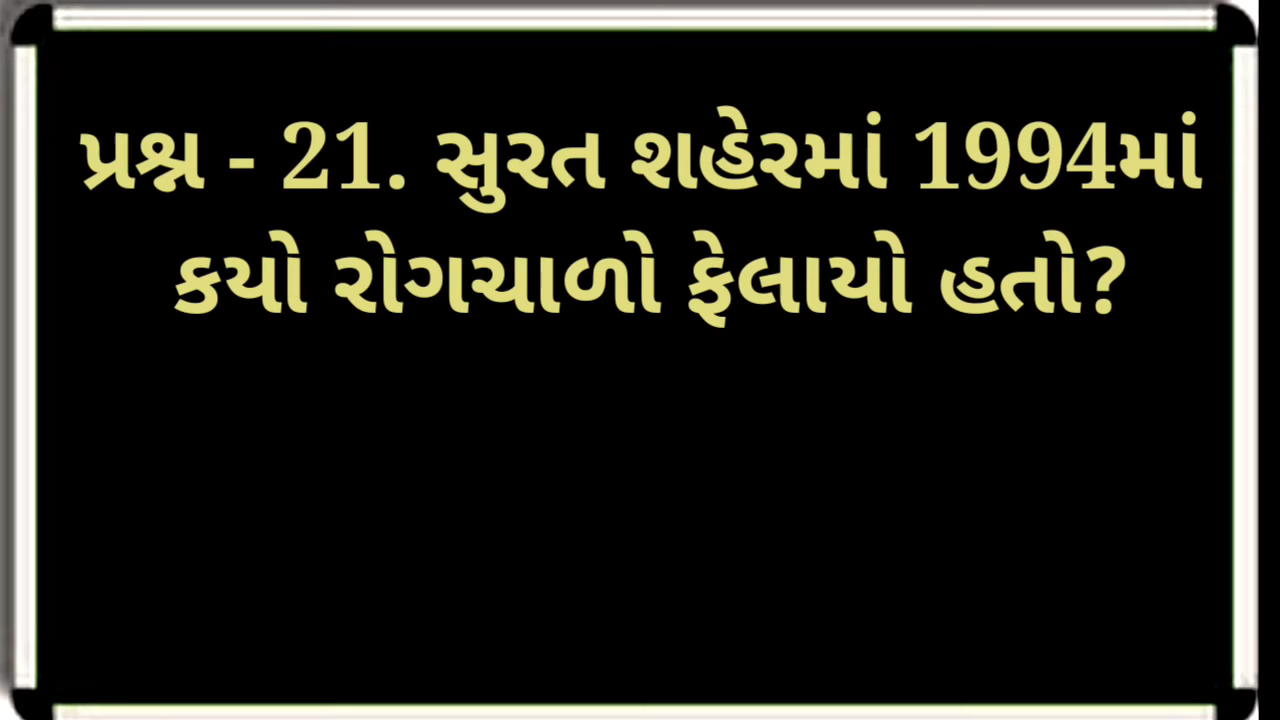 પ્રશ્ન - 21. સુરત શહેરમાં 1994માં
કયો રોગચાળો ફેલાયો હતો?